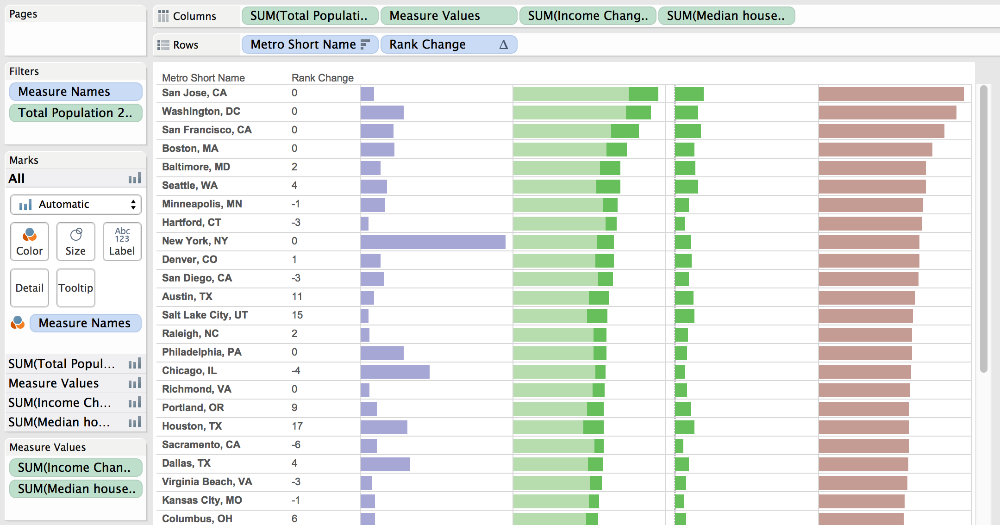 Pages
Columns SUM(Total Populati.. Measure Values SUM(Income Chang.. SUM(Median house..
Rows Metro Short Name Rank Change Δ
Filters
Measure Names
Total Population 2..
Marks
All
Automatic
Color Size Abc 123 Label
Detail Tooltip
Measure Names
SUM(Total Popul...
Measure Values
SUM(Income Ch...
SUM(Median ho...
Measure Values
SUM(Income Chan..
SUM(Median house..
Metro Short Name Rank Change
San Jose, CA 0
Washington, DC 0
San Francisco, CA 0
Boston, MA 0
Baltimore, MD 2
Seattle, WA 4
Minneapolis, MN -1
Hartford, CT -3
New York, NY 0
Denver, CO 1
San Diego, CA -3
Austin, TX 11
Salt Lake City, UT 15
Raleigh, NC 2
Philadelphia, PA 0
Chicago, IL -4
Richmond, VA 0
Portland, OR 9
Houston, TX 17
Sacramento, CA -6
Dallas, TX 4
Virginia Beach, VA -3
Kansas City, MO -1
Columbus, OH 6